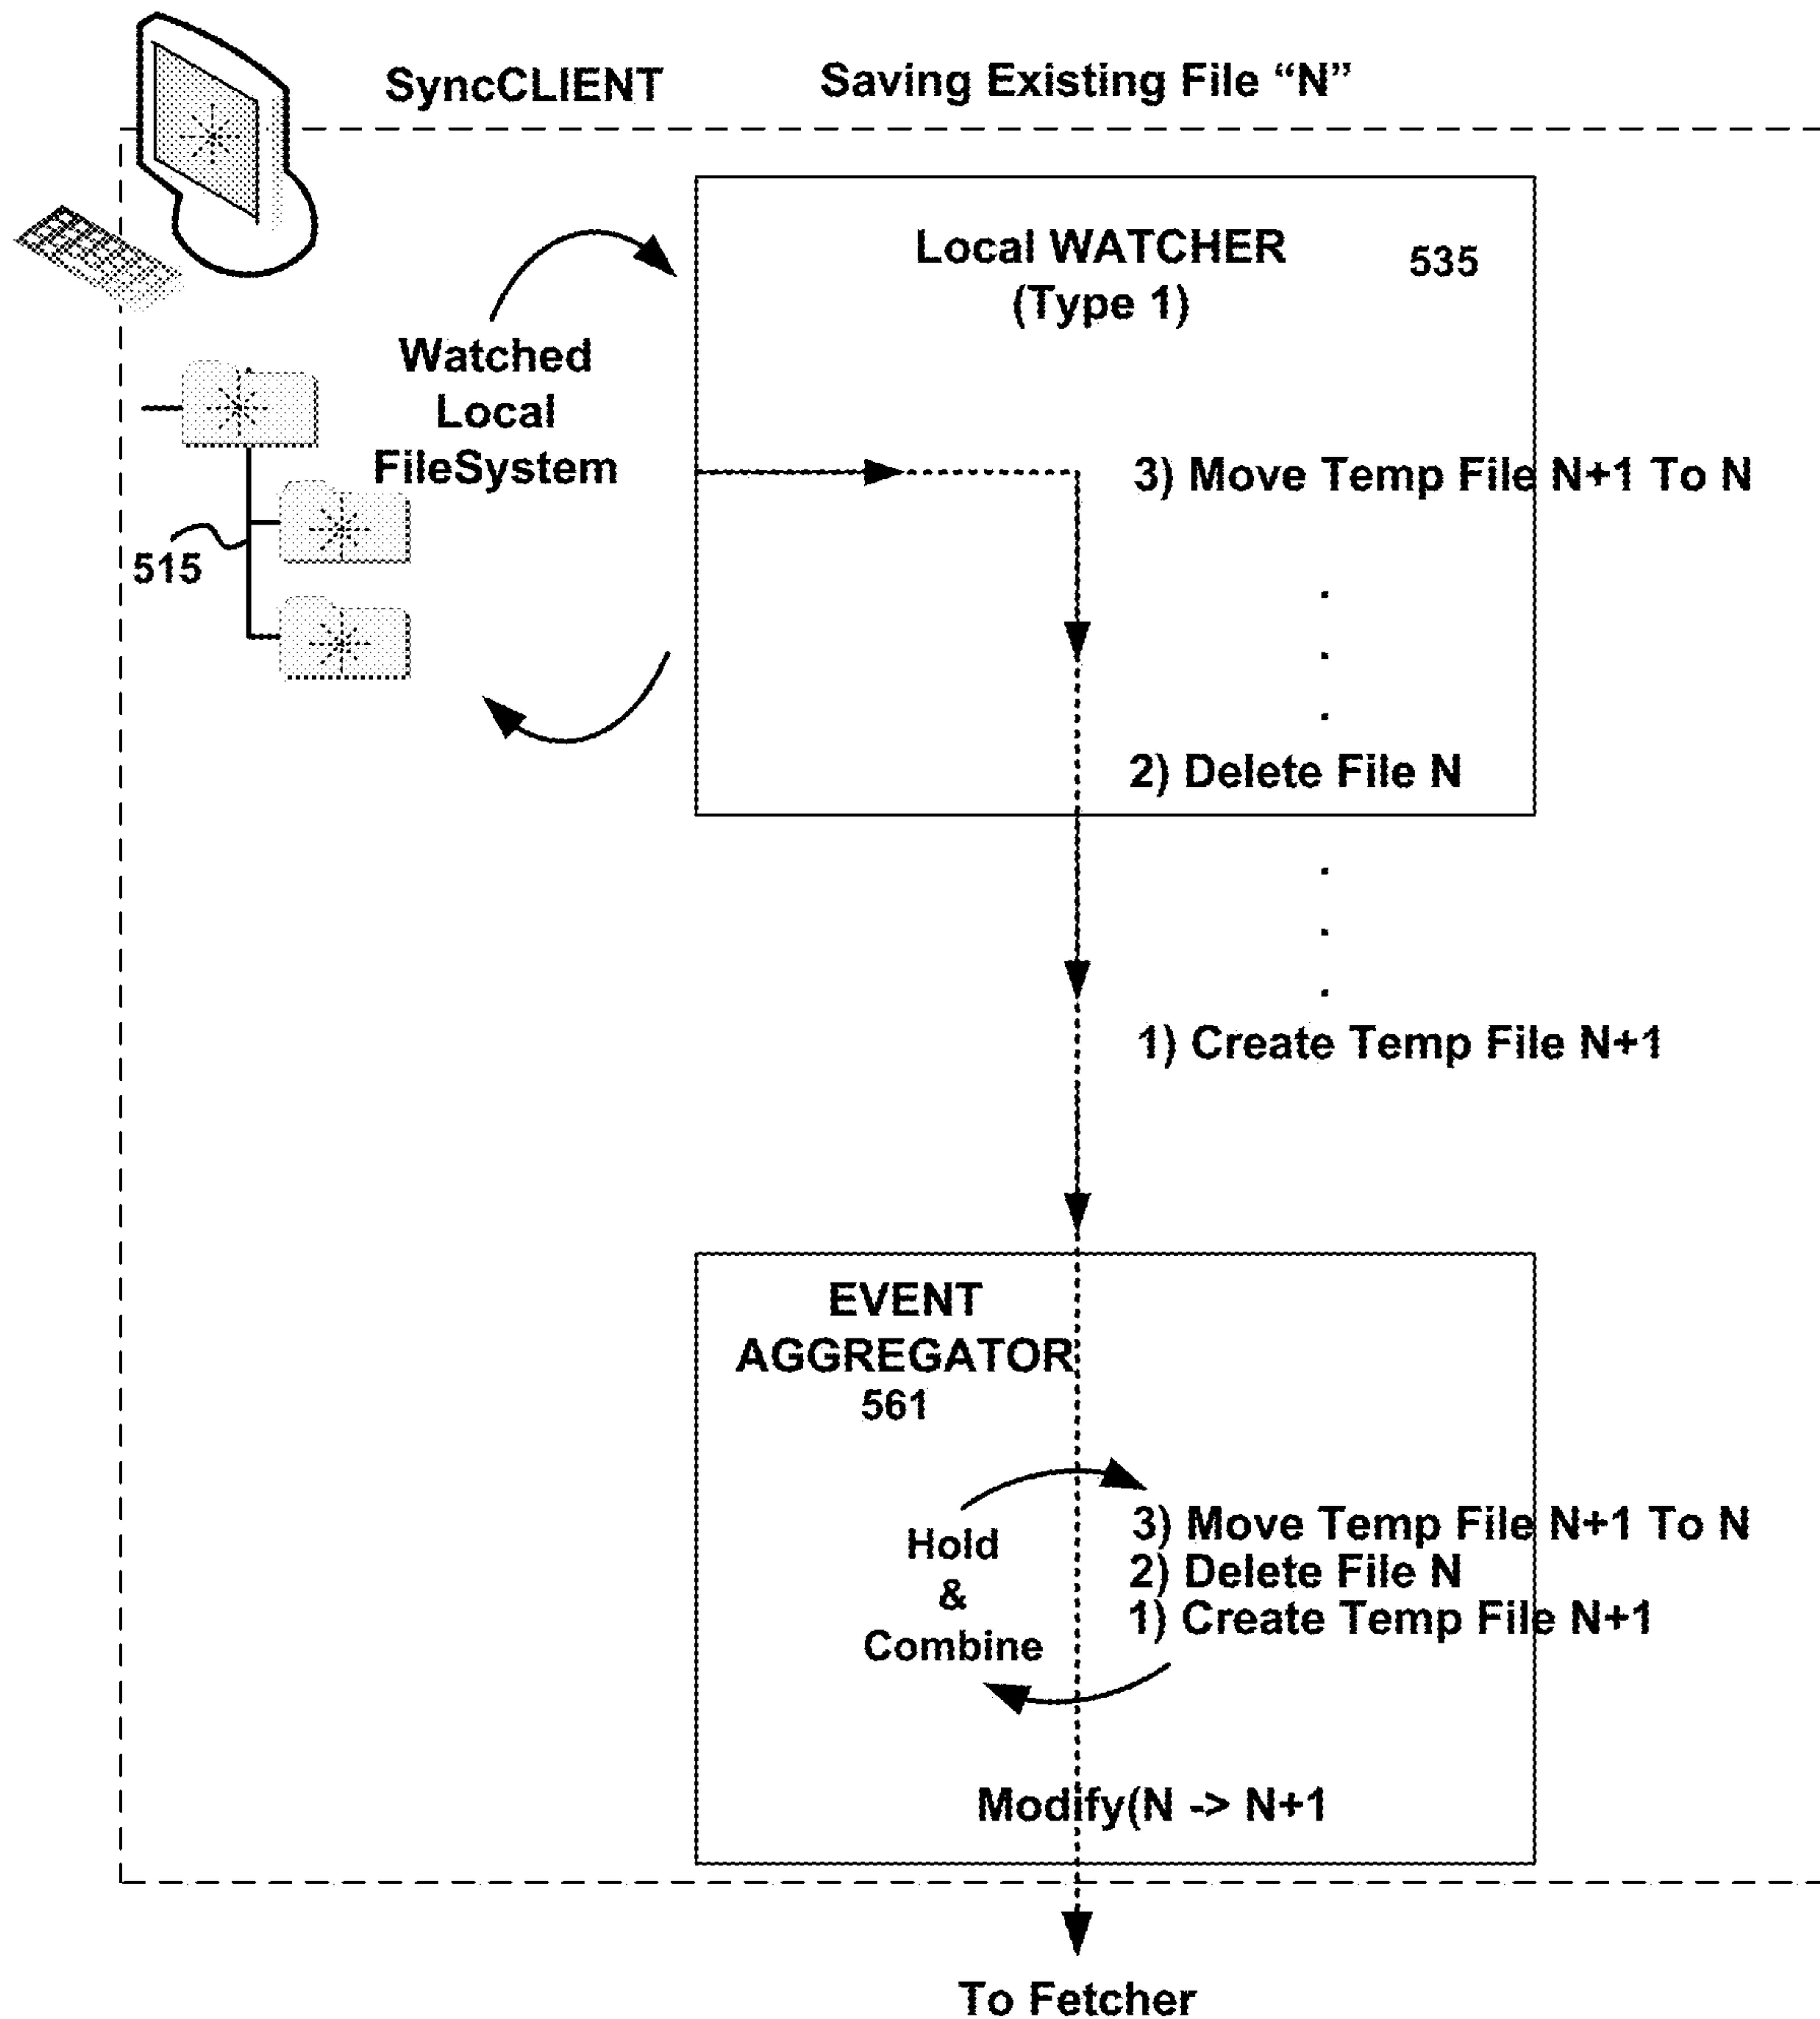 SyncCLIENT
Saving Existing File “N”
Local WATCHER
(Type 1)
535
Watched
Local
FileSystem
515
3) Move Temp File N+1 To N
.
.
.
2) Delete File N
.
.
.
1) Create Temp File N+1
EVENT
AGGREGATOR
561
Hold
&
Combine
3) Move Temp File N+1 To N
2) Delete File N
1) Create Temp File N+1
Modify(N -> N+1
To Fetcher